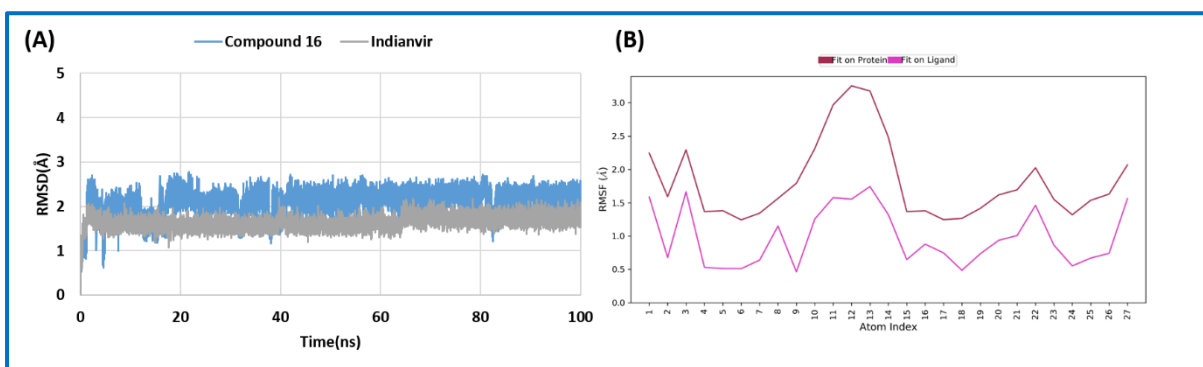 (A)
Compound 16 Indianvir
RMSD(Å)
5
4
3
2
1
0
0 20 40 60 80 100
Time(ns)
(B)
Fit on Protein Fit on Ligand
RMSF (Å)
3.0
2.5
2.0
1.5
1.0
0.5
0.0
1 2 3 4 5 6 7 8 9 10 11 12 13 14 15 16 17 18 19 20 21 22 23 24 25 26 27
Atom Index